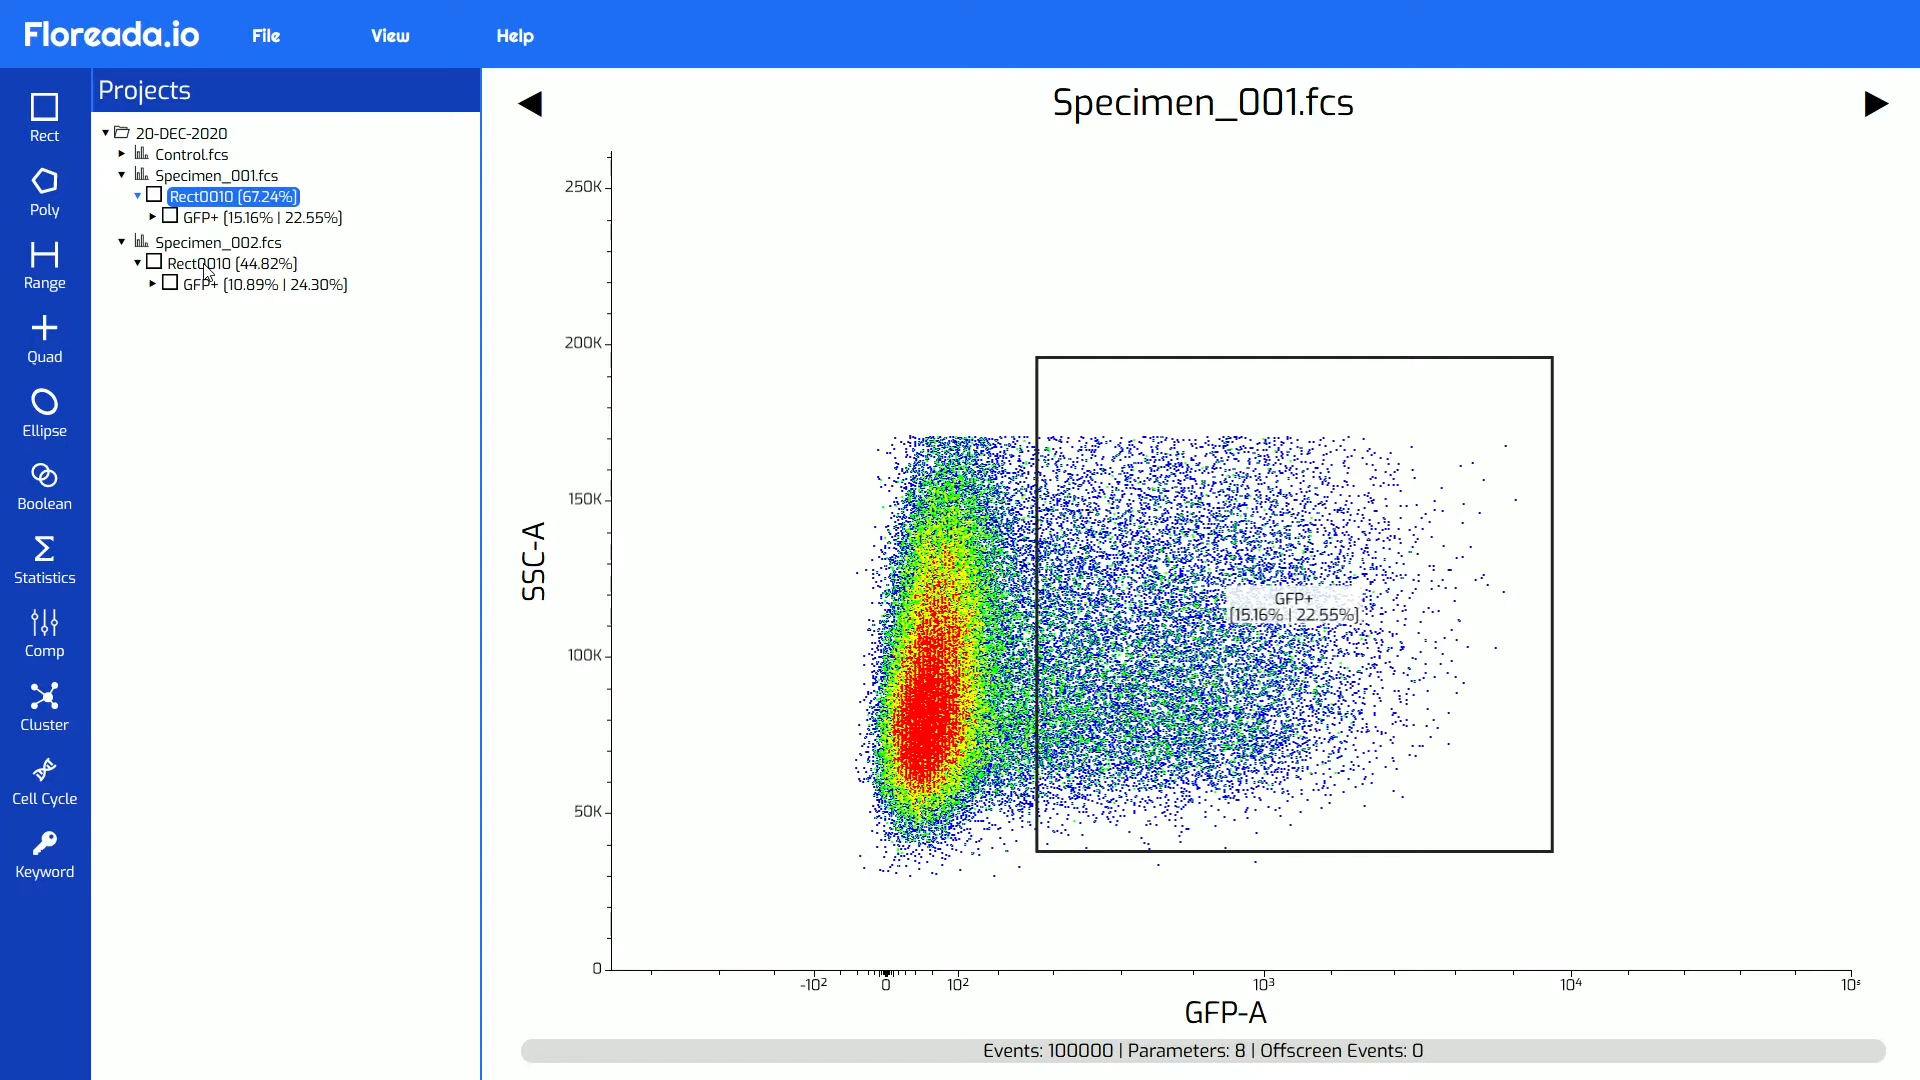 Floreada.io
File
View
Help
Rect
Poly
Range
Quad
Ellipse
Boolean
Statistics
Comp
Cluster
Cell Cycle
Keyword
Projects
20-DEC-2020
Control.fcs
Specimen_001.fcs
Rect0010 [67.24%]
GFP+ [15.16% | 22.55%]
Specimen_002.fcs
Rect0010 [44.82%]
GFP+ [10.89% | 24.30%]
Specimen_001.fcs
250K
200K
150K
100K
50K
0
SSC-A
GFP+
[15.16% | 22.55%]
-10² 0 10² 10³ 10⁴ 10⁵
GFP-A
Events: 100000 | Parameters: 8 | Offscreen Events: 0